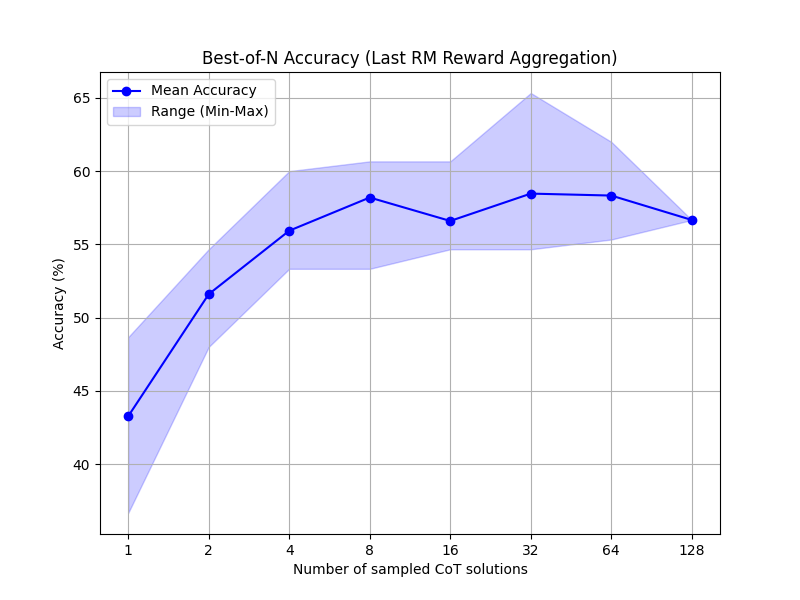 Best-of-N Accuracy (Last RM Reward Aggregation)
Mean Accuracy
Range (Min-Max)
Accuracy (%)
65
60
55
50
45
40
1 2 4 8 16 32 64 128
Number of sampled CoT solutions